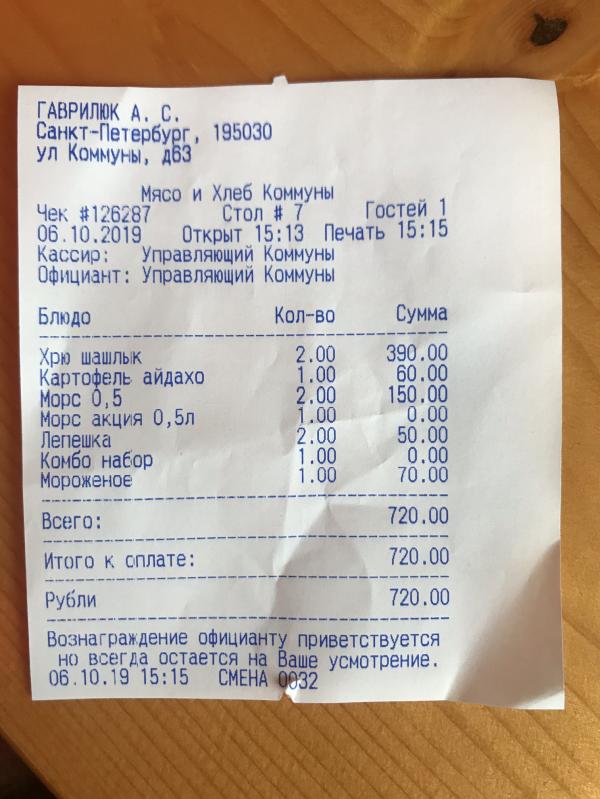 ГАВРИЛЮК А. С.
Санкт-Петербург, 195030
ул Коммуны, д63
Мясо и Хлеб Коммуны
Чек #126287 Стол # 7 Гостей 1
06.10.2019 Открыт 15:13 Печать 15:15
Кассир: Управляющий Коммуны
Официант: Управляющий Коммуны
Блюдо Кол-во Сумма
Хрю шашлык 2.00 390.00
Картофель айдахо 1.00 60.00
Морс 0,5 2.00 150.00
Морс акция 0,5л 1.00 0.00
Лепешка 2.00 50.00
Комбо набор 1.00 0.00
Мороженое 1.00 70.00
Всего: 720.00
Итого к оплате: 720.00
Рубли 720.00
Вознаграждение официанту приветствуется
но всегда остается на Ваше усмотрение.
06.10.19 15:15 СМЕНА 0032